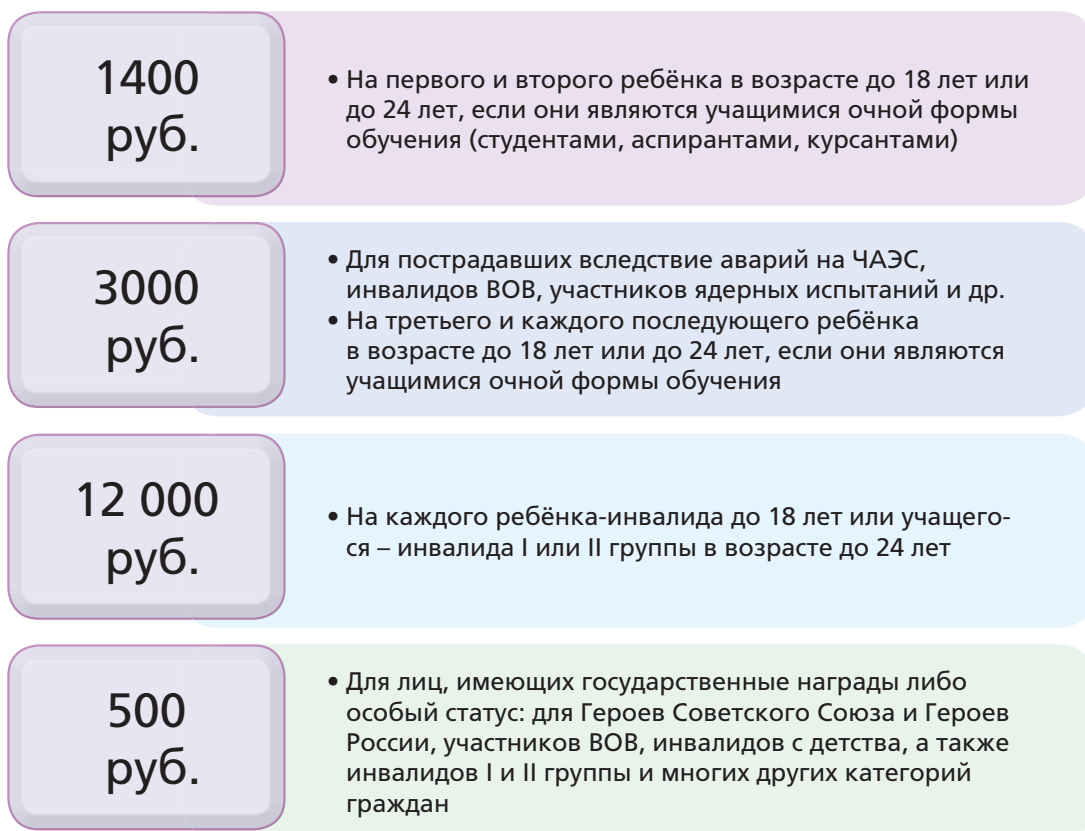 1400
руб.
• На первого и второго ребёнка в возрасте до 18 лет или
до 24 лет, если они являются учащимися очной формы
обучения (студентами, аспирантами, курсантами)
3000
руб.
• Для пострадавших вследствие аварий на ЧАЭС,
инвалидов ВОВ, участников ядерных испытаний и др.
• На третьего и каждого последующего ребёнка
в возрасте до 18 лет или до 24 лет, если они являются
учащимися очной формы обучения
12 000
руб.
• На каждого ребёнка-инвалида до 18 лет или учащего-
ся – инвалида I или II группы в возрасте до 24 лет
500
руб.
• Для лиц, имеющих государственные награды либо
особый статус: для Героев Советского Союза и Героев
России, участников ВОВ, инвалидов с детства, а также
инвалидов I и II группы и многих других категорий
граждан